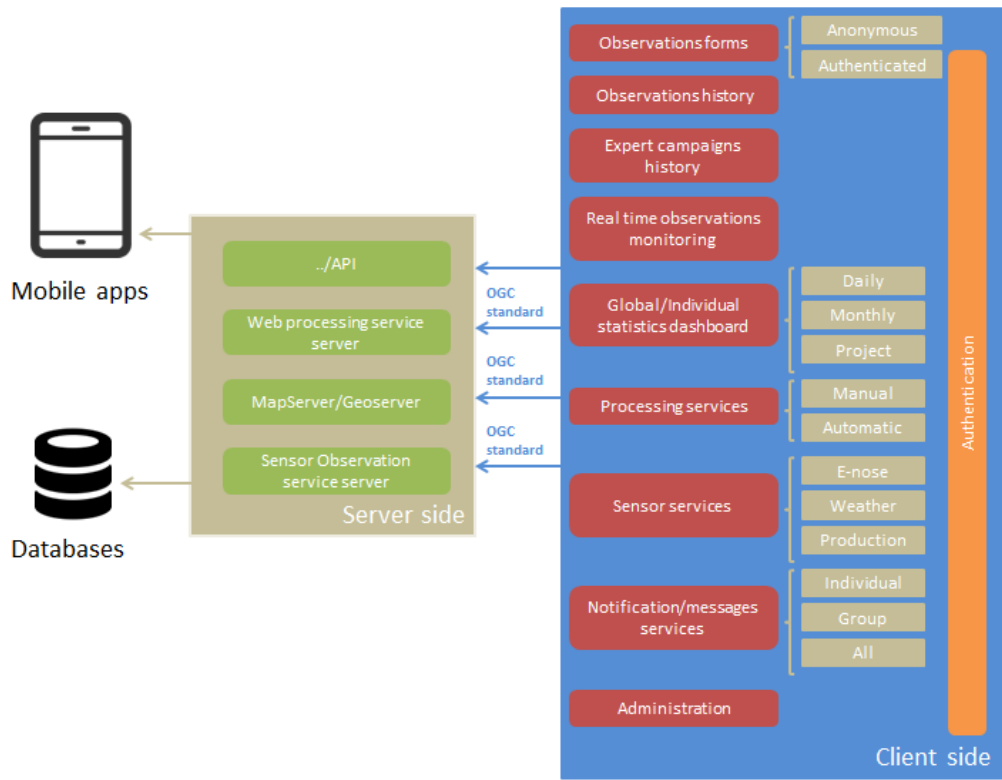 Mobile apps
Databases
../API
Web processing service
server
MapServer/Geoserver
Sensor Observation
service server
Server side
OGC
standard
OGC
standard
OGC
standard
Observations forms
Anonymous
Authenticated
Observations history
Expert campaigns
history
Real time observations
monitoring
Global/Individual
statistics dashboard
Daily
Monthly
Project
Processing services
Manual
Automatic
Sensor services
E-nose
Weather
Production
Notification/messages
services
Individual
Group
All
Administration
Authentication
Client side